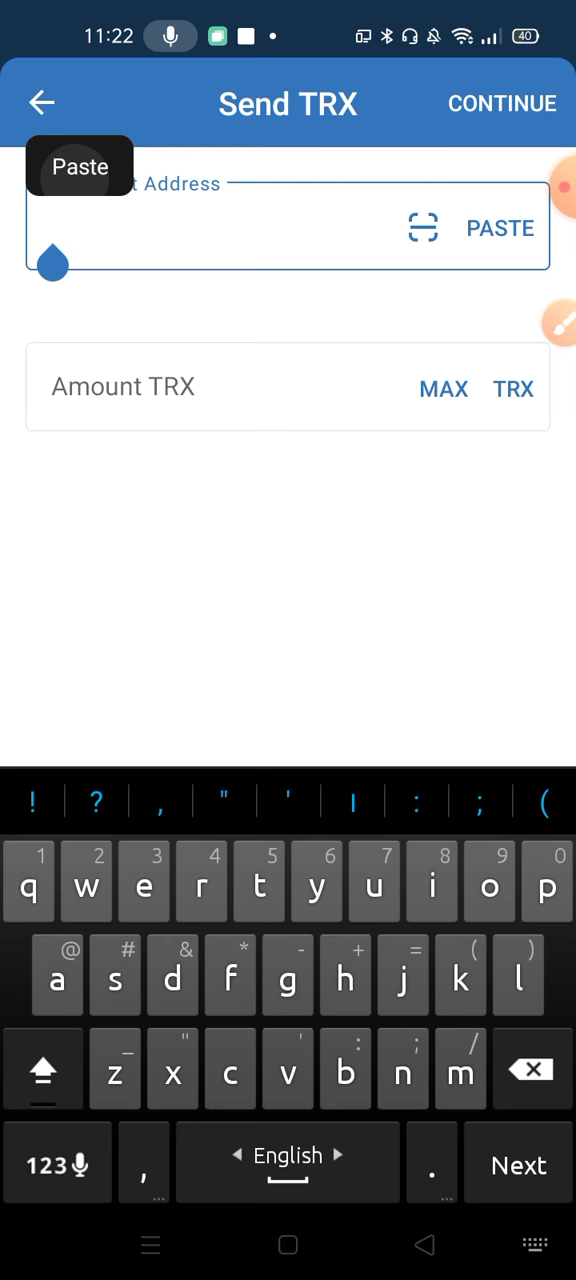 11:22
40
Send TRX
CONTINUE
Paste
t Address
PASTE
Amount TRX
MAX
TRX
! ? , " ' | : ; (
1 2 3 4 5 6 7 8 9 0
q w e r t y u i o p
@ # & * - + = ( )
a s d f g h j k l
_ " ' : ; /
z x c v b n m
123 , English . Next
... ...